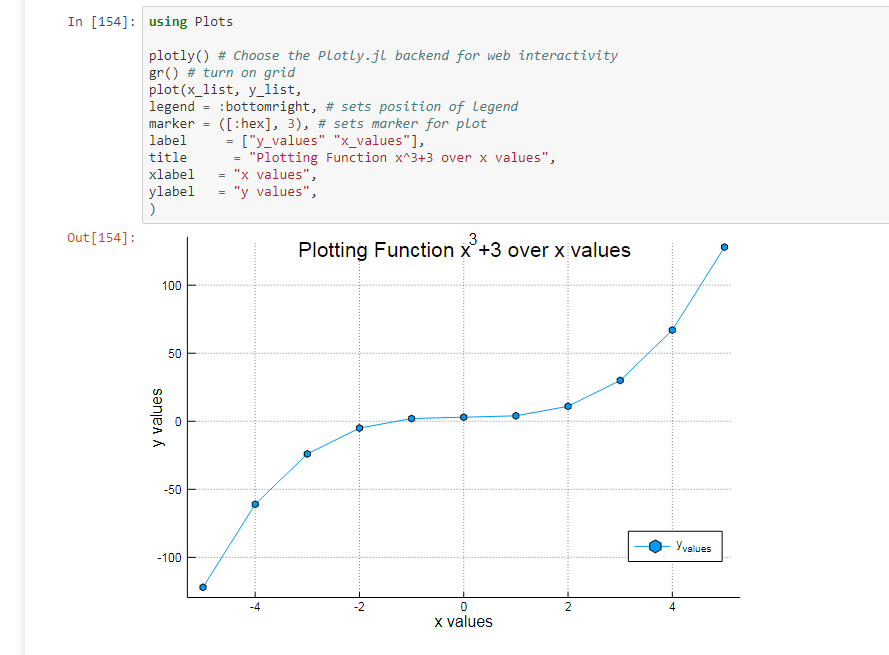 In [154]: using Plots
plotly() # Choose the Plotly.jl backend for web interactivity
gr() # turn on grid
plot(x_list, y_list,
legend = :bottomright, # sets position of legend
marker = ([:hex], 3), # sets marker for plot
label = ["y_values" "x_values"],
title = "Plotting Function x^3+3 over x values",
xlabel = "x values",
ylabel = "y values",
)
Out[154]:
Plotting Function x³+3 over x values
100
50
0
-50
-100
y values
y values
-4 -2 0 2 4
x values